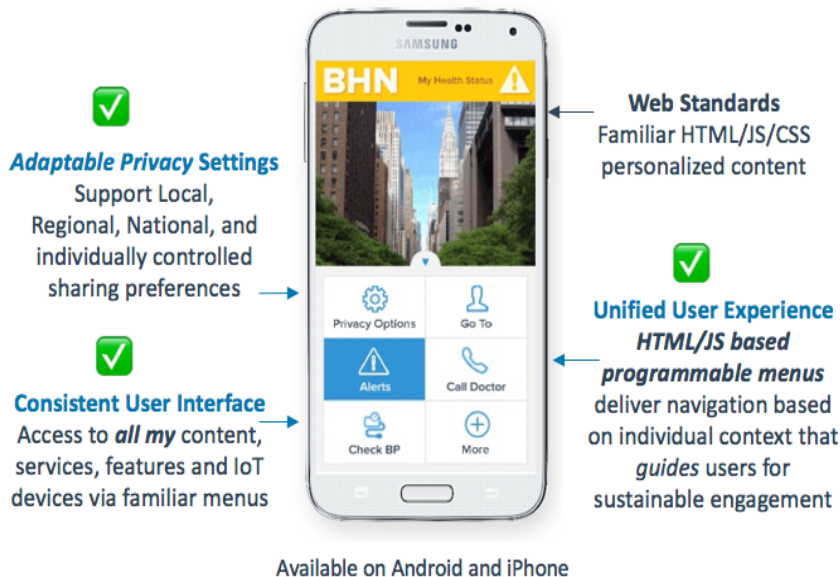 SAMSUNG
BHN My Health Status
Adaptable Privacy Settings
Support Local,
Regional, National, and
individually controlled
sharing preferences
Consistent User Interface
Access to all my content,
services, features and IoT
devices via familiar menus
Privacy Options
Go To
Alerts
Call Doctor
Check BP
More
Web Standards
Familiar HTML/JS/CSS
personalized content
Unified User Experience
HTML/JS based
programmable menus
deliver navigation based
on individual context that
guides users for
sustainable engagement
Available on Android and iPhone